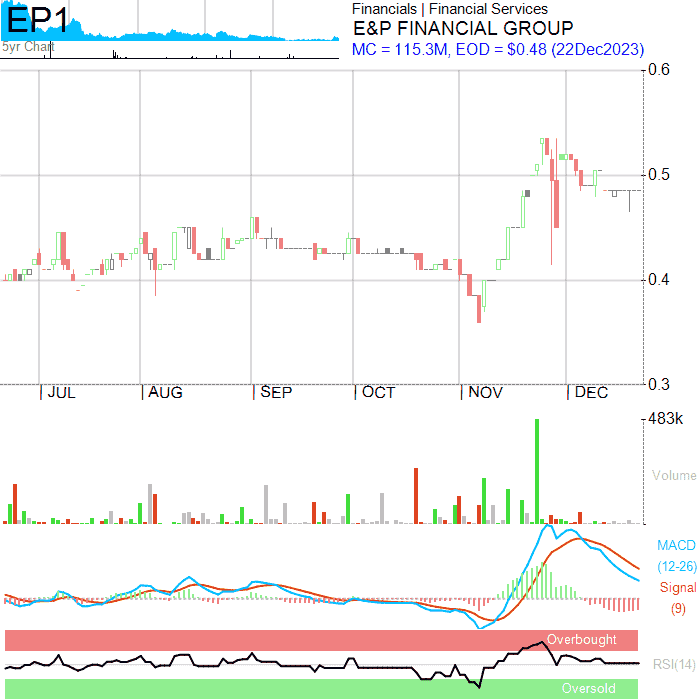 EP1
5yr Chart
Financials | Financial Services
E&P FINANCIAL GROUP
MC = 115.3M, EOD = $0.48 (22Dec2023)
0.6
0.5
0.4
0.3
JUL AUG SEP OCT NOV DEC
483k
Volume
MACD
(12-26)
Signal
(9)
Overbought
RSI(14)
Oversold